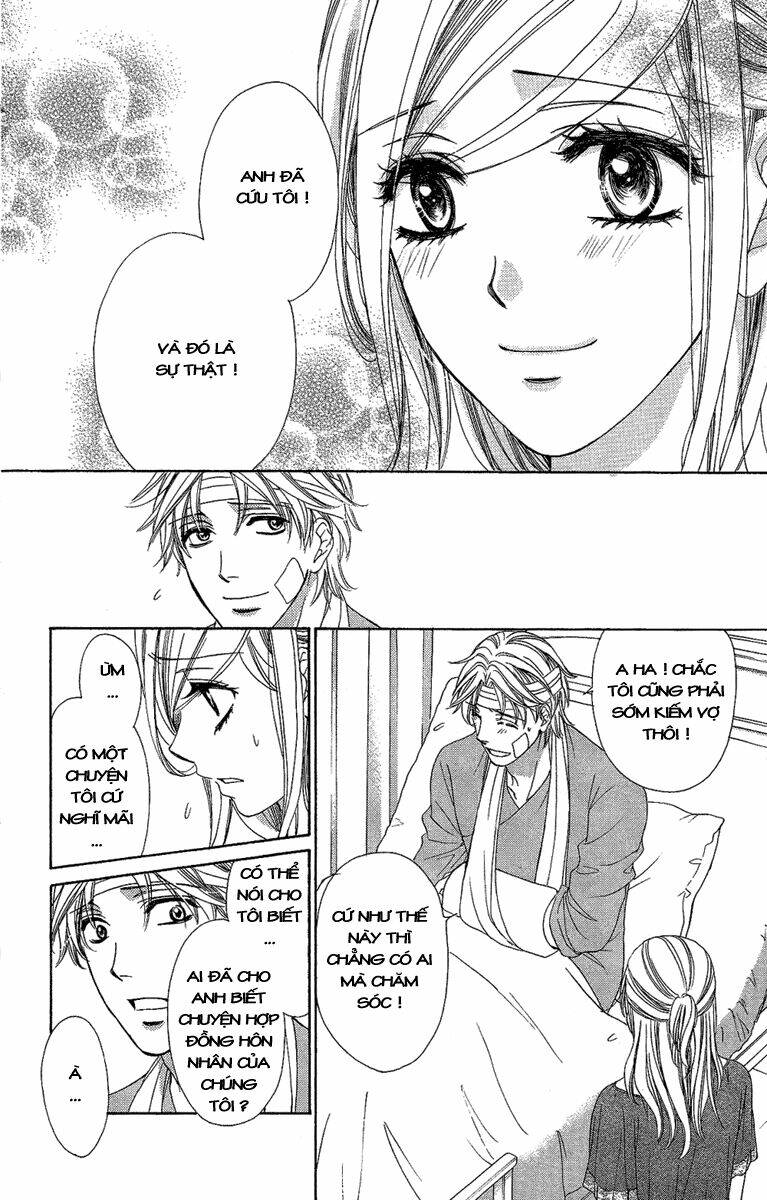 ANH ĐÃ
CỨU TÔI !
VÀ ĐÓ LÀ
SỰ THẬT !
A HA ! CHẮC
TÔI CŨNG PHẢI
SỚM KIẾM VỢ
THÔI !
CỨ NHƯ THẾ
NÀY THÌ
CHẲNG CÓ AI
MÀ CHĂM
SÓC !
ỪM
...
CÓ MỘT
CHUYỆN
TÔI CỨ
NGHĨ MÃI
...
CÓ THỂ
NÓI CHO
TÔI BIẾT
...
AI ĐÃ CHO
ANH BIẾT
CHUYỆN HỢP
ĐỒNG HÔN
NHÂN CỦA
CHÚNG
TÔI ?
À
...